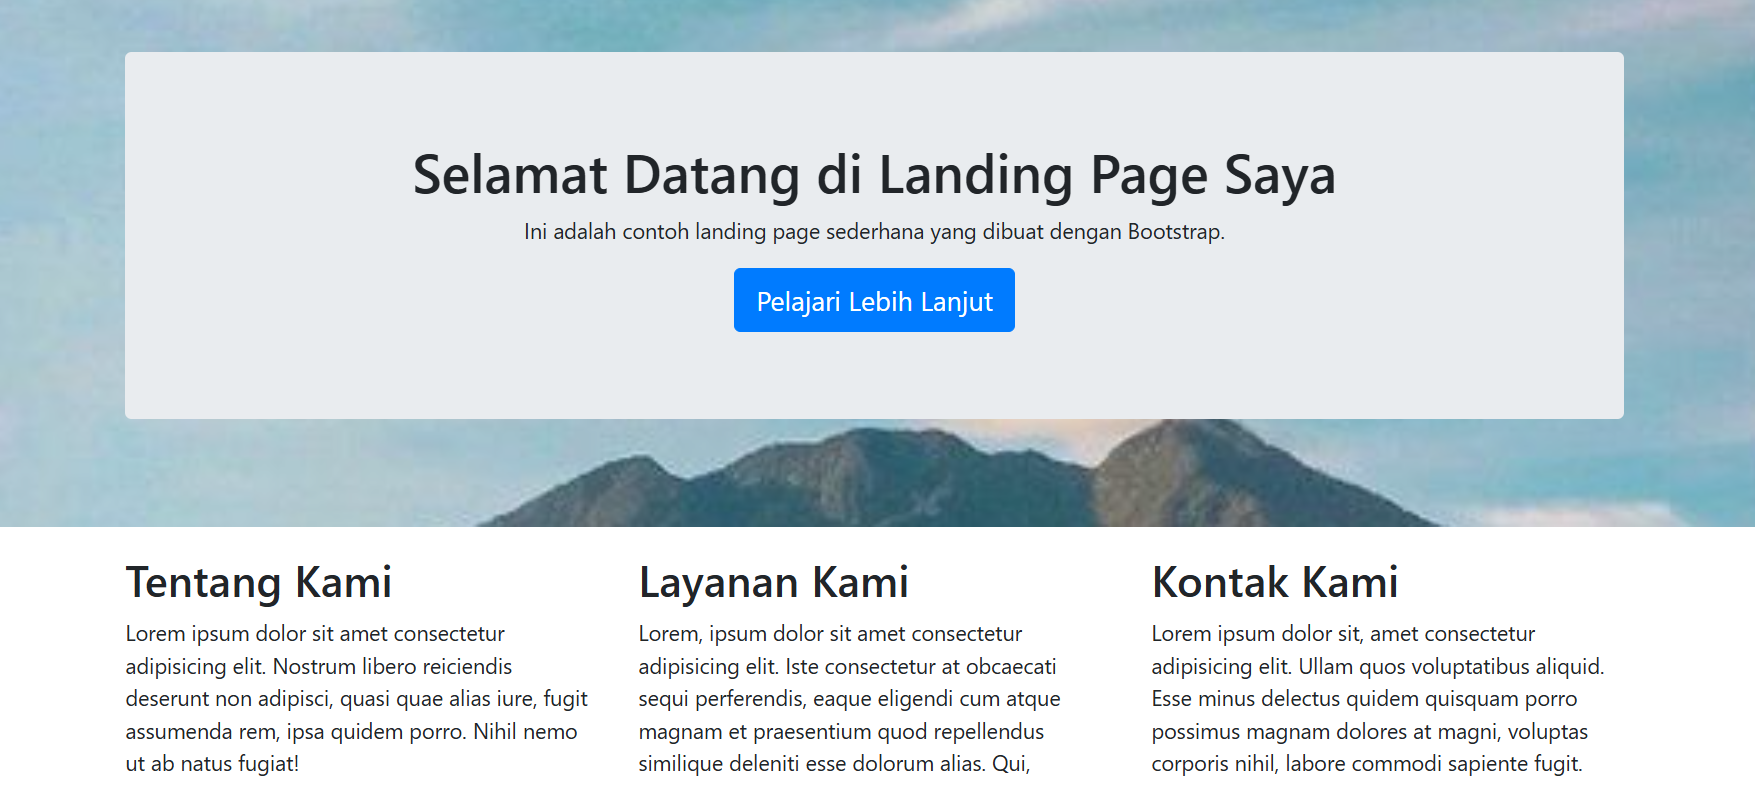 Selamat Datang di Landing Page Saya
Ini adalah contoh landing page sederhana yang dibuat dengan Bootstrap.
Pelajari Lebih Lanjut
Tentang Kami
Lorem ipsum dolor sit amet consectetur
adipisicing elit. Nostrum libero reiciendis
deserunt non adipisci, quasi quae alias iure, fugit
assumenda rem, ipsa quidem porro. Nihil nemo
ut ab natus fugiat!
Layanan Kami
Lorem, ipsum dolor sit amet consectetur
adipisicing elit. Iste consectetur at obcaecati
sequi perferendis, eaque eligendi cum atque
magnam et praesentium quod repellendus
similique deleniti esse dolorum alias. Qui,
Kontak Kami
Lorem ipsum dolor sit, amet consectetur
adipisicing elit. Ullam quos voluptatibus aliquid.
Esse minus delectus quidem quisquam porro
possimus magnam dolores at magni, voluptas
corporis nihil, labore commodi sapiente fugit.